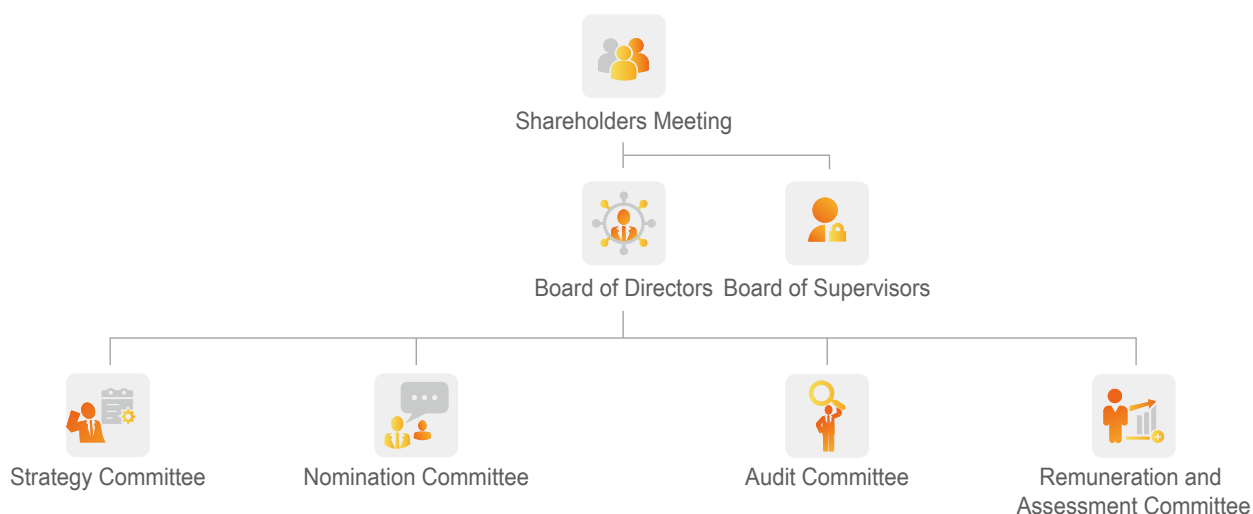 Shareholders Meeting
Board of Directors
Board of Supervisors
Strategy Committee
Nomination Committee
Audit Committee
Remuneration and
Assessment Committee